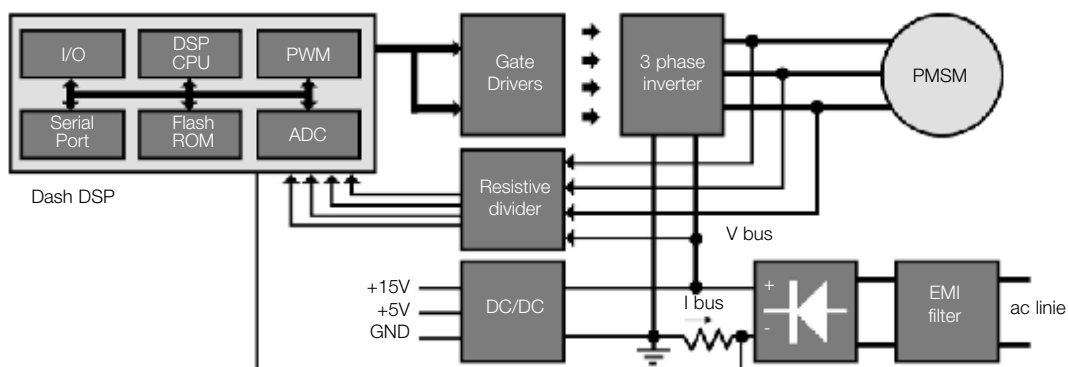 I/O
DSP
CPU
PWM
Serial
Port
Flash
ROM
ADC
Dash DSP
Gate
Drivers
3 phase
inverter
PMSM
Resistive
divider
V bus
+15V
+5V
GND
DC/DC
I bus
+
-
EMI
filter
ac linie